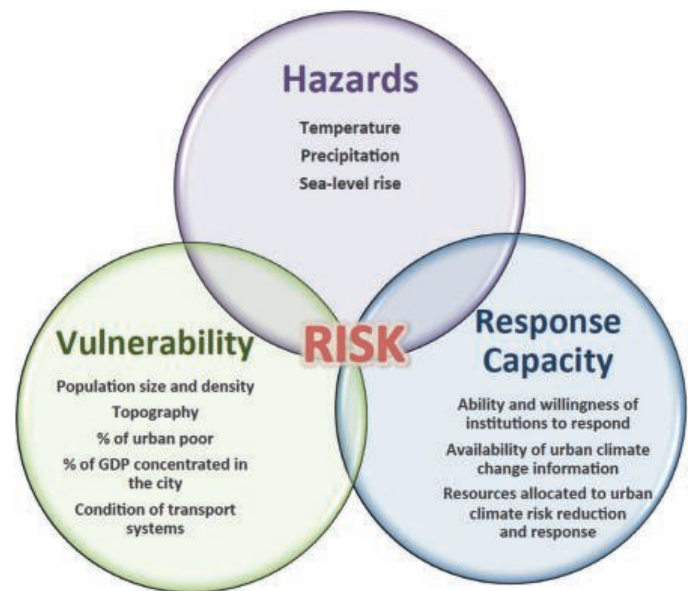 Hazards
Temperature
Precipitation
Sea-level rise
RISK
Vulnerability
Population size and density
Topography
% of urban poor
% of GDP concentrated in
the city
Condition of transport
systems
Response
Capacity
Ability and willingness of
institutions to respond
Availability of urban climate
change information
Resources allocated to urban
climate risk reduction
and response